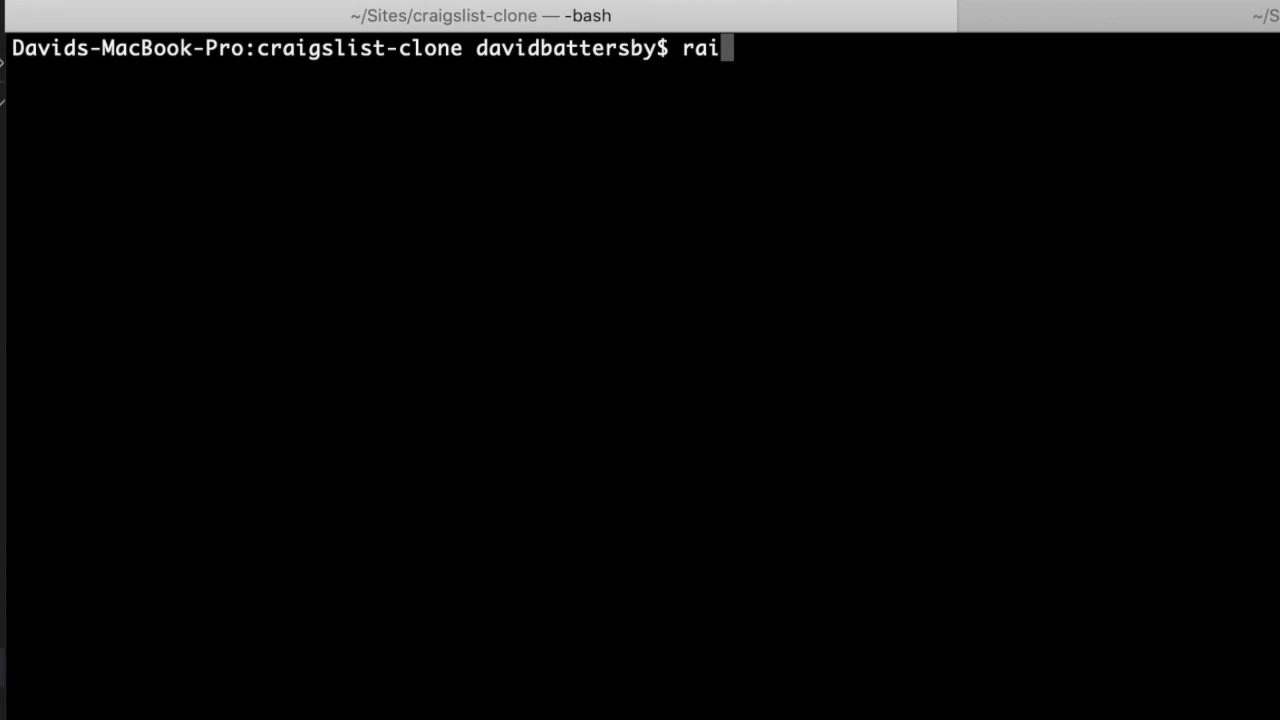 ~/Sites/craigslist-clone — -bash
~/S
Davids-MacBook-Pro:craigslist-clone davidbattersby$ rai